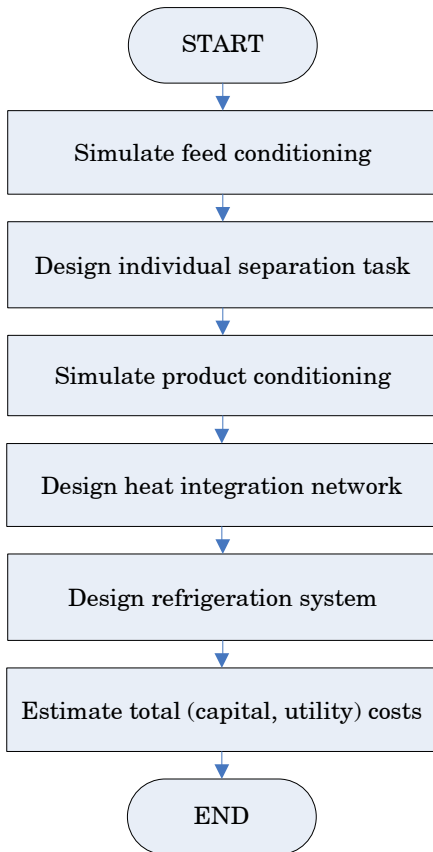 START
Simulate feed conditioning
Design individual separation task
Simulate product conditioning
Design heat integration network
Design refrigeration system
Estimate total (capital, utility) costs
END